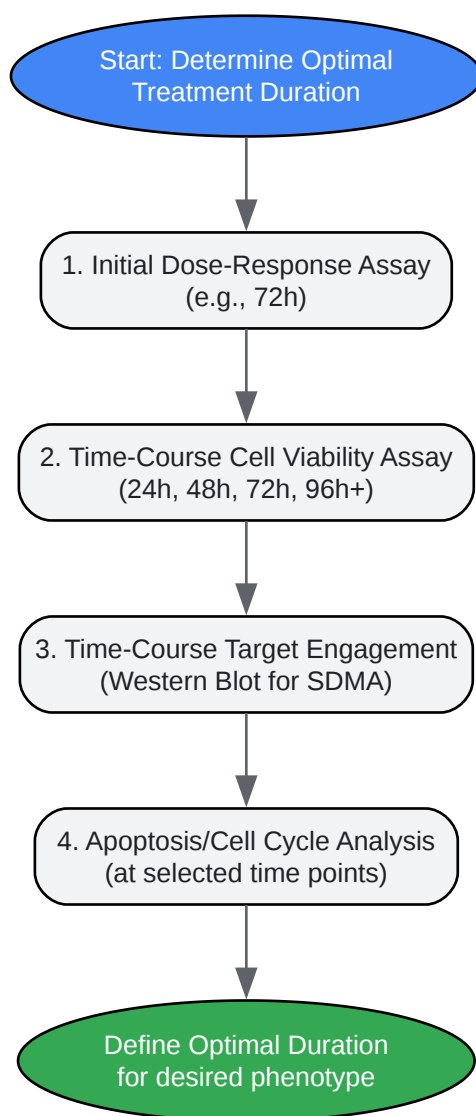 Start: Determine Optimal
Treatment Duration
1. Initial Dose-Response Assay
(e.g., 72h)
2. Time-Course Cell Viability Assay
(24h, 48h, 72h, 96h+)
3. Time-Course Target Engagement
(Western Blot for SDMA)
4. Apoptosis/Cell Cycle Analysis
(at selected time points)
Define Optimal Duration
for desired phenotype